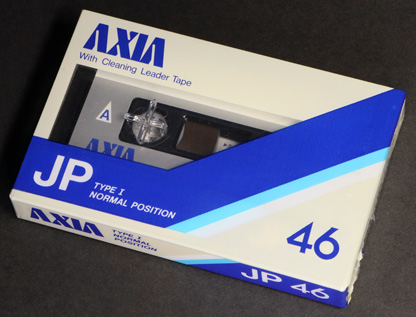 AXIA
With Cleaning Leader Tape
A
AXIA
JP
TYPE I
NORMAL POSITION
46
AXIA
TYPE I
NORMAL
POSITION
JP 46